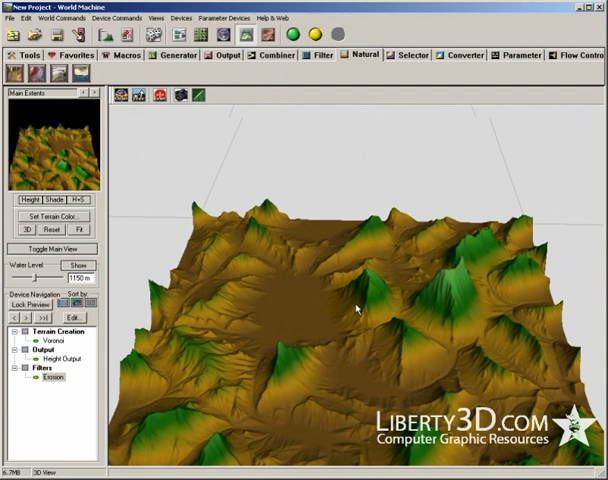 New Project - World Machine
File Edit World Commands Device Commands Views Devices Parameter Devices Help & Web
Tools Favorites Macros Generator Output Combiner Filter Natural Selector Converter Parameter Flow Contro
Main Extents
Height Shade H+S
Set Terrain Color...
3D Reset Fit
Toggle Main View
Water Level Show
1150 m
Device Navigation Sort by:
Lock Preview
< > >>| Edit...
Terrain Creation
Voronoi
Output
Height Output
Filters
Erosion
LIBERTY3D.COM
Computer Graphic Resources
6.7MB 3D View